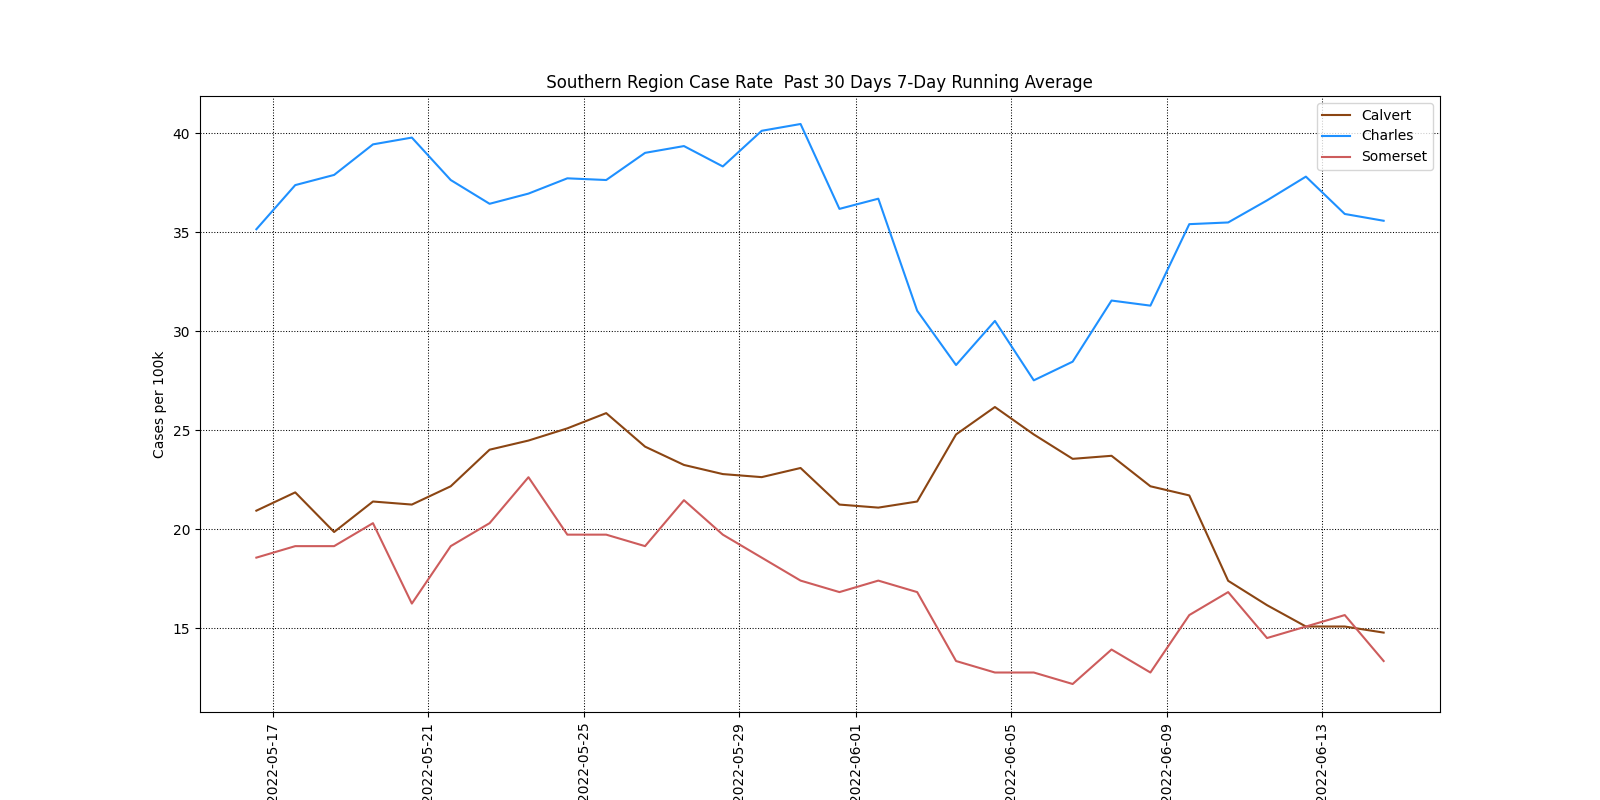 Southern Region Case Rate  Past 30 Days 7-Day Running Average
Calvert
Charles
Somerset
Cases per 100k
40
35
30
25
20
15
2022-05-17
2022-05-21
2022-05-25
2022-05-29
2022-06-01
2022-06-05
2022-06-09
2022-06-13